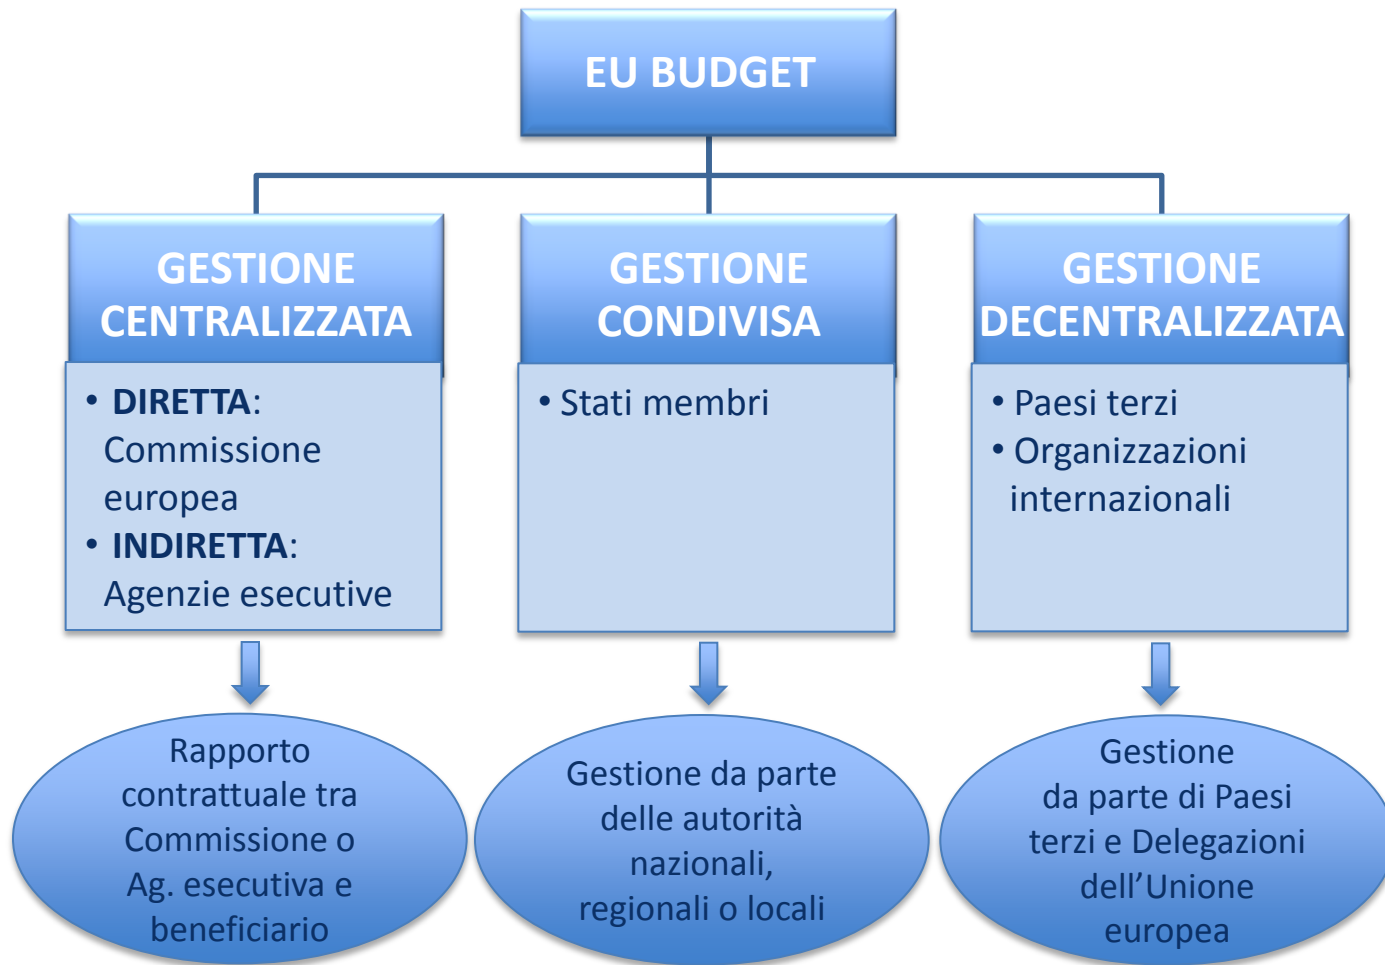 EU BUDGET
GESTIONE
CENTRALIZZATA
• DIRETTA:
Commissione
europea
• INDIRETTA:
Agenzie esecutive
Rapporto
contrattuale tra
Commissione o
Ag. esecutiva e
beneficiario
GESTIONE
CONDIVISA
• Stati membri
Gestione da parte
delle autorità
nazionali,
regionali o locali
GESTIONE
DECENTRALIZZATA
• Paesi terzi
• Organizzazioni
internazionali
Gestione
da parte di Paesi
terzi e Delegazioni
dell’Unione
europea